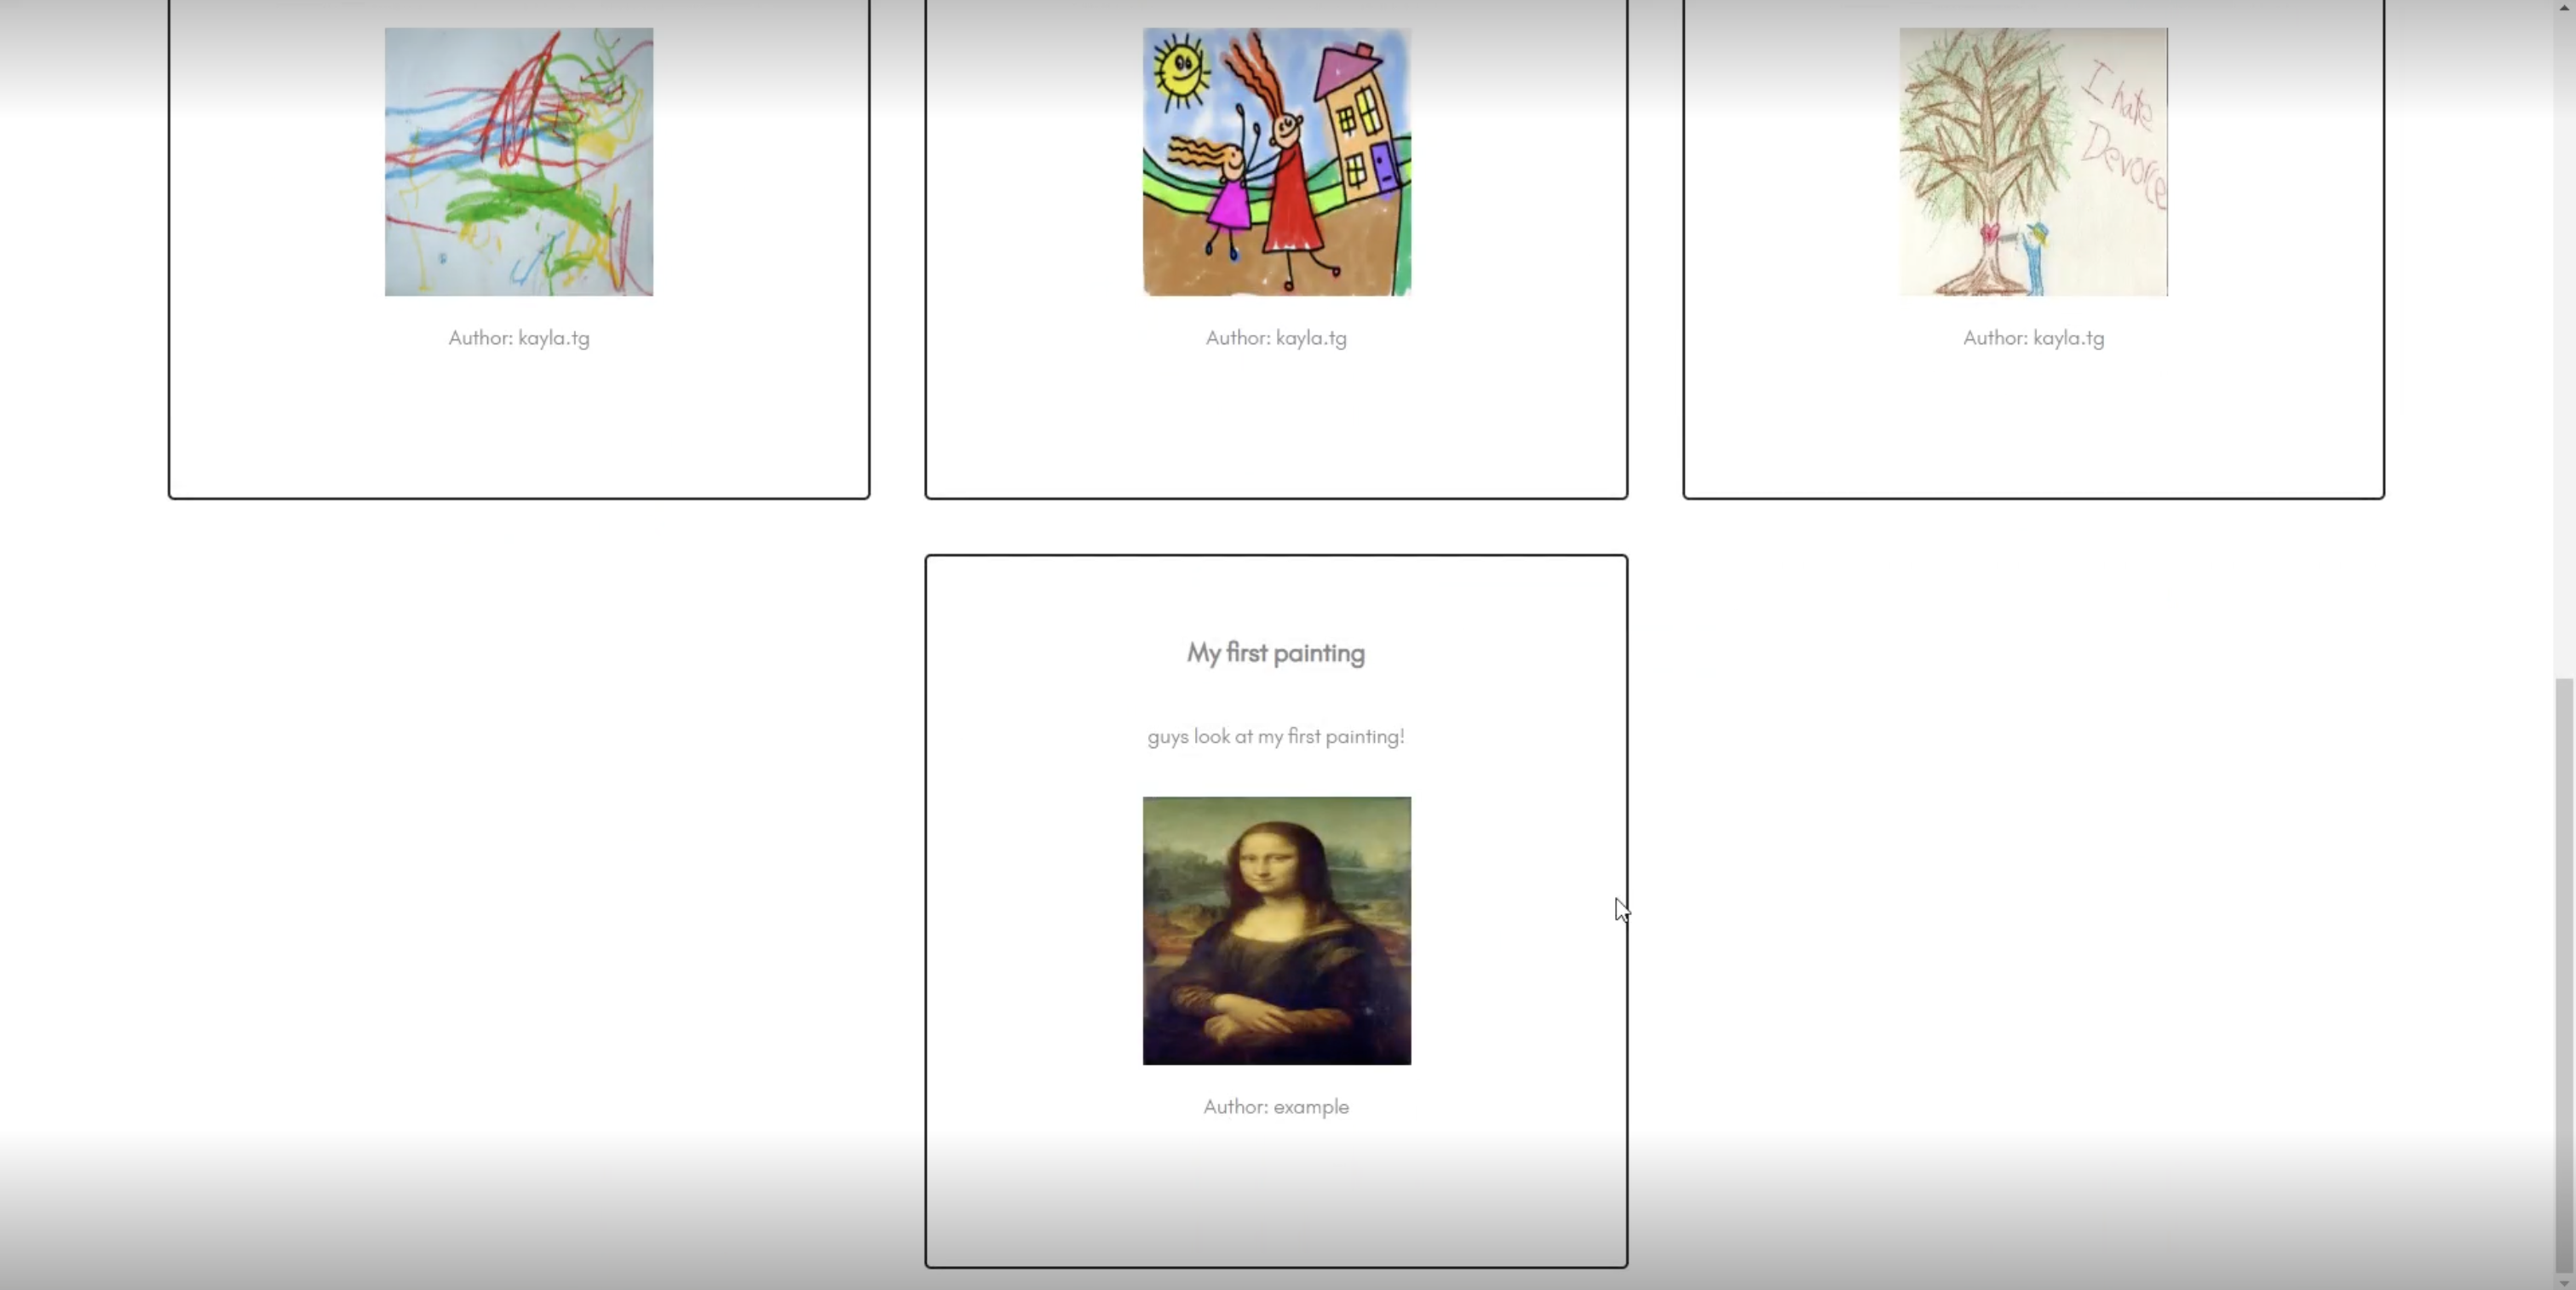 I hate
Devorce
Author: kayla.tg
Author: kayla.tg
Author: kayla.tg
My first painting
guys look at my first painting!
Author: example